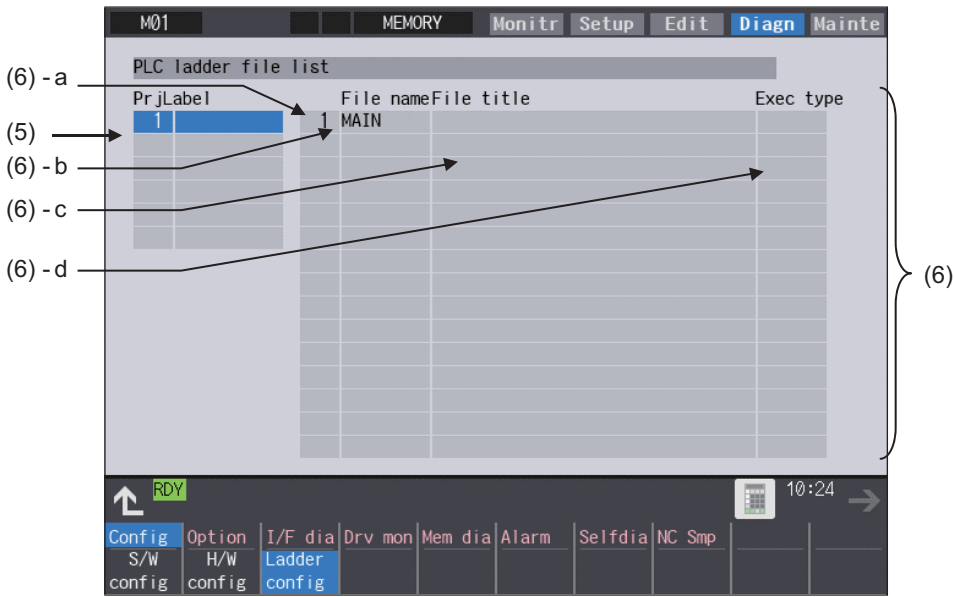 M01 MEMORY Monitr Setup Edit Diagn Mainte
PLC ladder file list
(6) - a
PrjLabel File nameFile title Exec type
1 1 MAIN
(5)
(6) - b
(6) - c
(6) - d
(6)
RDY 10:24
Config Option I/F dia Drv mon Mem dia Alarm Selfdia NC Smp
S/W H/W Ladder
config config config